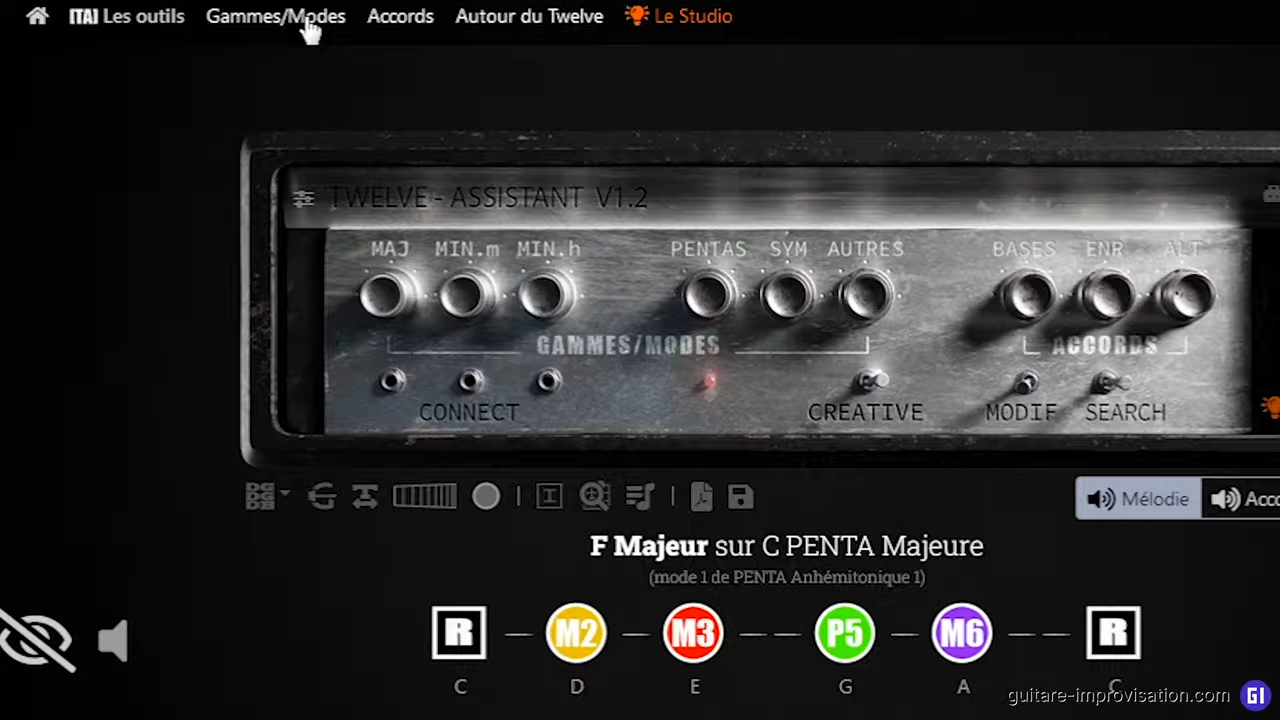 ITAI Les outils Gammes/Modes Accords Autour du Twelve Le Studio
TWELVE - ASSISTANT V1.2
MAJ MIN.m MIN.h PENTAS SYM AUTRES BASES ENR ALT
GAMMES/MODES ACCORDS
CONNECT CREATIVE MODIF SEARCH
Mélodie Acco
F Majeur sur C PENTA Majeure
(mode 1 de PENTA Anhémitonique 1)
R M2 M3 P5 M6 R
C D E G A C
guitare-improvisation.com GI